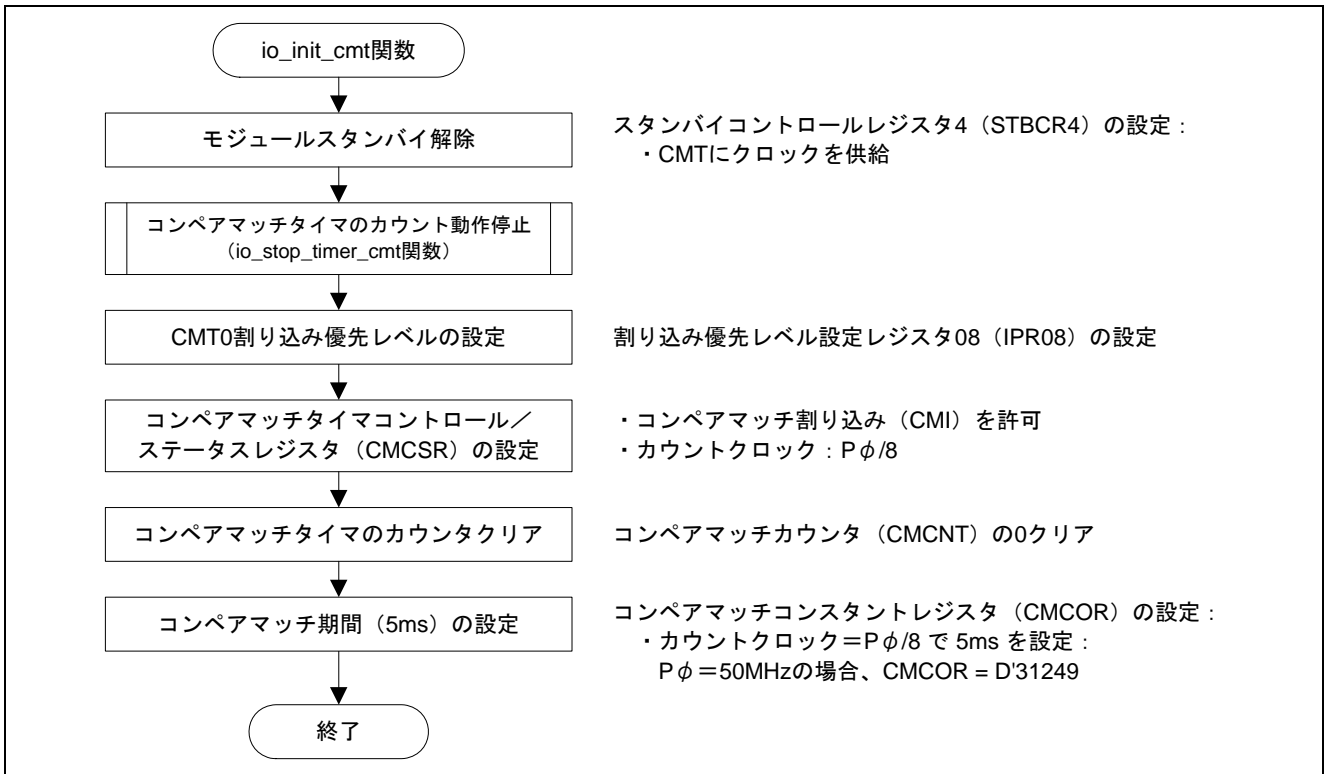 io_init_cmt関数
モジュールスタンバイ解除
スタンバイコントロールレジスタ4（STBCR4）の設定：
・CMTにクロックを供給
コンペアマッチタイマのカウント動作停止
（io_stop_timer_cmt関数）
CMT0割り込み優先レベルの設定
割り込み優先レベル設定レジスタ08（IPR08）の設定
コンペアマッチタイマコントロール／
ステータスレジスタ（CMCSR）の設定
・コンペアマッチ割り込み（CMI）を許可
・カウントクロック：Pφ/8
コンペアマッチタイマのカウンタクリア
コンペアマッチカウンタ（CMCNT）の0クリア
コンペアマッチ期間（5ms）の設定
コンペアマッチコンスタントレジスタ（CMCOR）の設定：
・カウントクロック＝Pφ/8 で 5ms を設定：
Pφ＝50MHzの場合、CMCOR = D'31249
終了